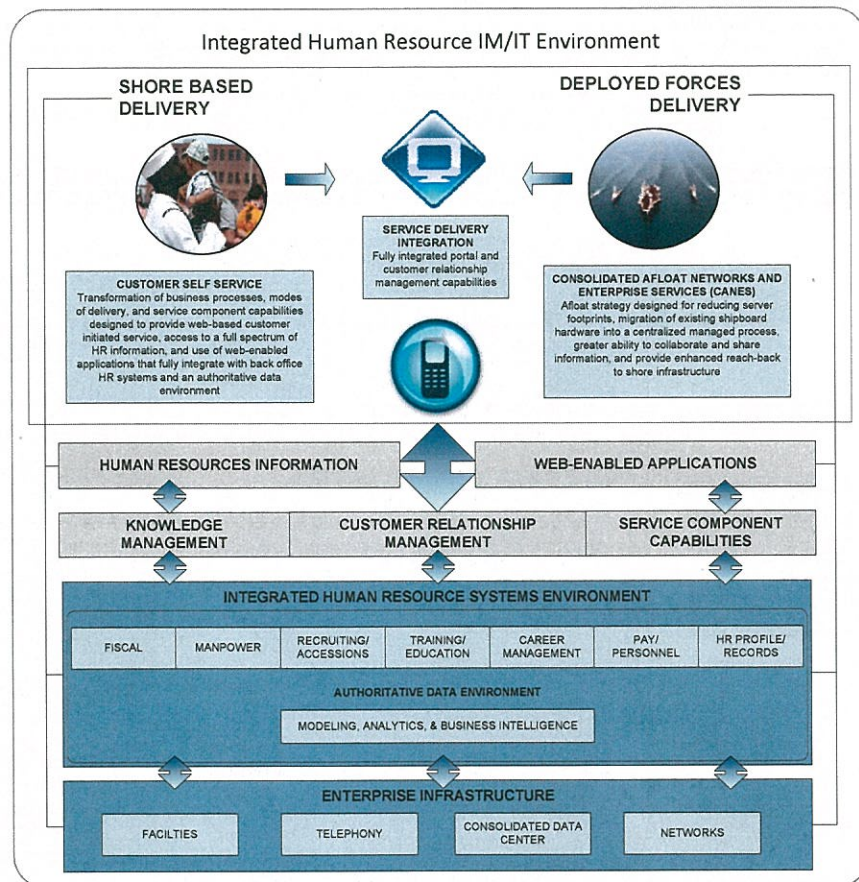 Integrated Human Resource IM/IT Environment
SHORE BASED
DELIVERY
DEPLOYED FORCES
DELIVERY
SERVICE DELIVERY
INTEGRATION
Fully integrated portal and
customer relationship
management capabilities
CUSTOMER SELF SERVICE
Transformation of business processes, modes
of delivery, and service component capabilities
designed to provide web-based customer
initiated service, access to a full spectrum of
HR information, and use of web-enabled
applications that fully integrate with back office
HR systems and an authoritative data
environment
CONSOLIDATED AFLOAT NETWORKS AND
ENTERPRISE SERVICES (CANES)
Afloat strategy designed for reducing server
footprints, migration of existing shipboard
hardware into a centralized managed process,
greater ability to collaborate and share
information, and provide enhanced reach-back
to shore infrastructure
HUMAN RESOURCES INFORMATION
WEB-ENABLED APPLICATIONS
KNOWLEDGE
MANAGEMENT
CUSTOMER RELATIONSHIP
MANAGEMENT
SERVICE COMPONENT
CAPABILITIES
INTEGRATED HUMAN RESOURCE SYSTEMS ENVIRONMENT
FISCAL
MANPOWER
RECRUITING/
ACCESSIONS
TRAINING/
EDUCATION
CAREER
MANAGEMENT
PAY/
PERSONNEL
HR PROFILE/
RECORDS
AUTHORITATIVE DATA ENVIRONMENT
MODELING, ANALYTICS, & BUSINESS INTELLIGENCE
ENTERPRISE INFRASTRUCTURE
FACILTIES
TELEPHONY
CONSOLIDATED DATA
CENTER
NETWORKS